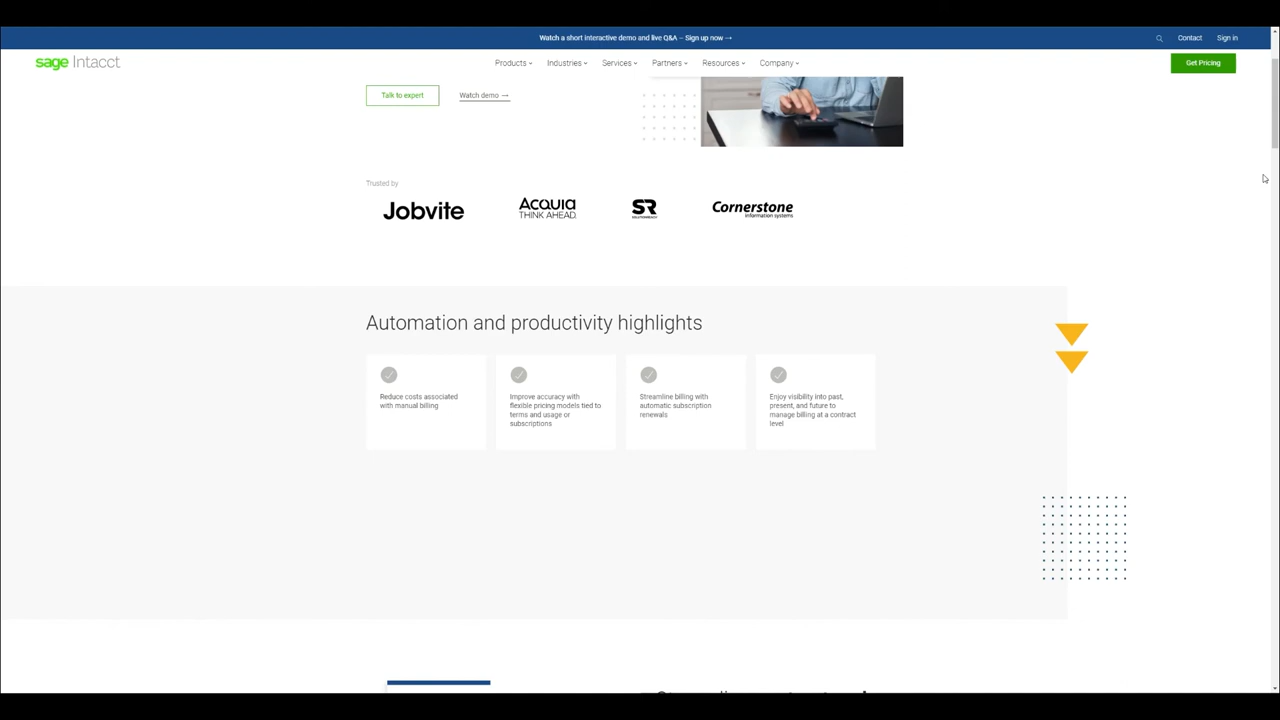 Watch a short interactive demo and live Q&A – Sign up now →
Contact
Sign in
sage Intacct
Products
Industries
Services
Partners
Resources
Company
Get Pricing
Talk to expert
Watch demo →
Trusted by
Jobvite
ACQUIA
THINK AHEAD.
SR
SOLUTIONREACH
Cornerstone
information systems
Automation and productivity highlights
Reduce costs associated
with manual billing
Improve accuracy with
flexible pricing models tied to
terms and usage or
subscriptions
Streamline billing with
automatic subscription
renewals
Enjoy visibility into past,
present, and future to
manage billing at a contract
level